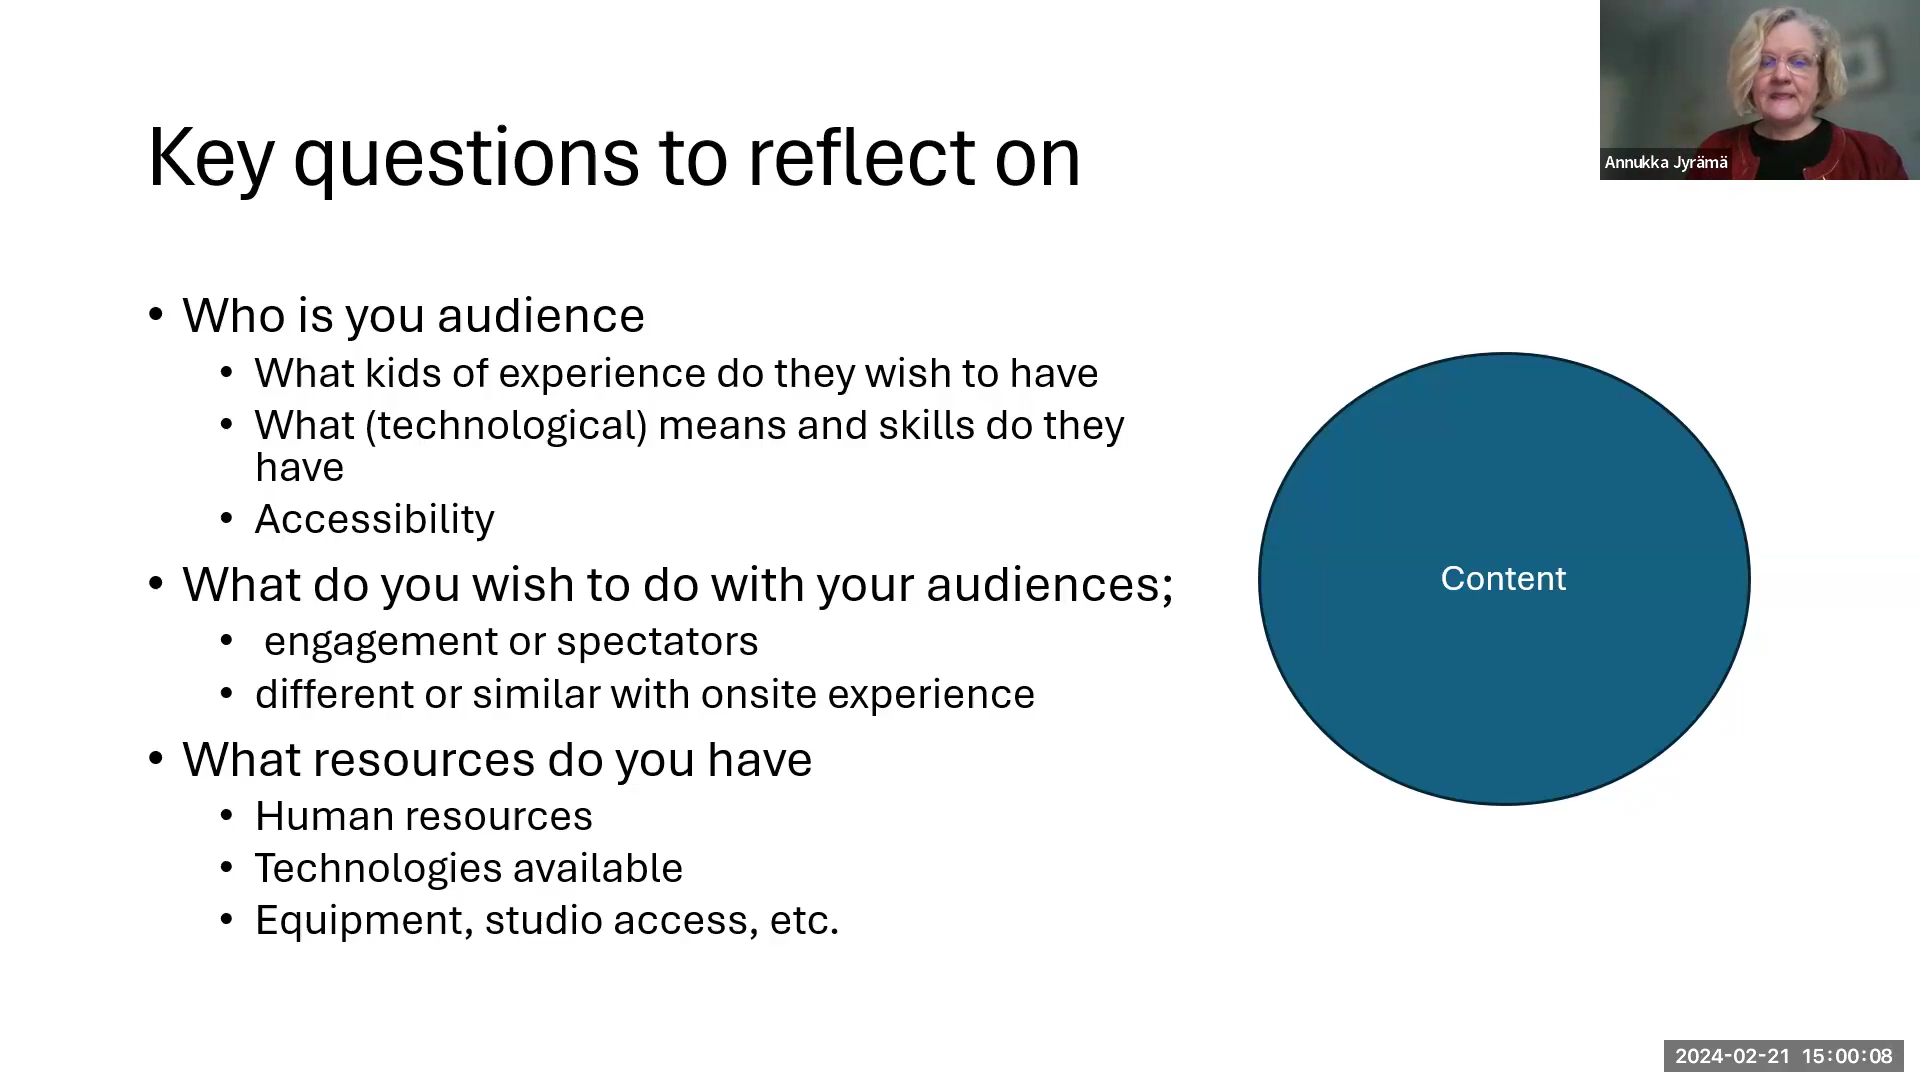 Key questions to reflect on
Annukka Jyrämä
• Who is you audience
• What kids of experience do they wish to have
• What (technological) means and skills do they
have
• Accessibility
• What do you wish to do with your audiences;
• engagement or spectators
• different or similar with onsite experience
• What resources do you have
• Human resources
• Technologies available
• Equipment, studio access, etc.
Content
2024-02-21 15:00:08